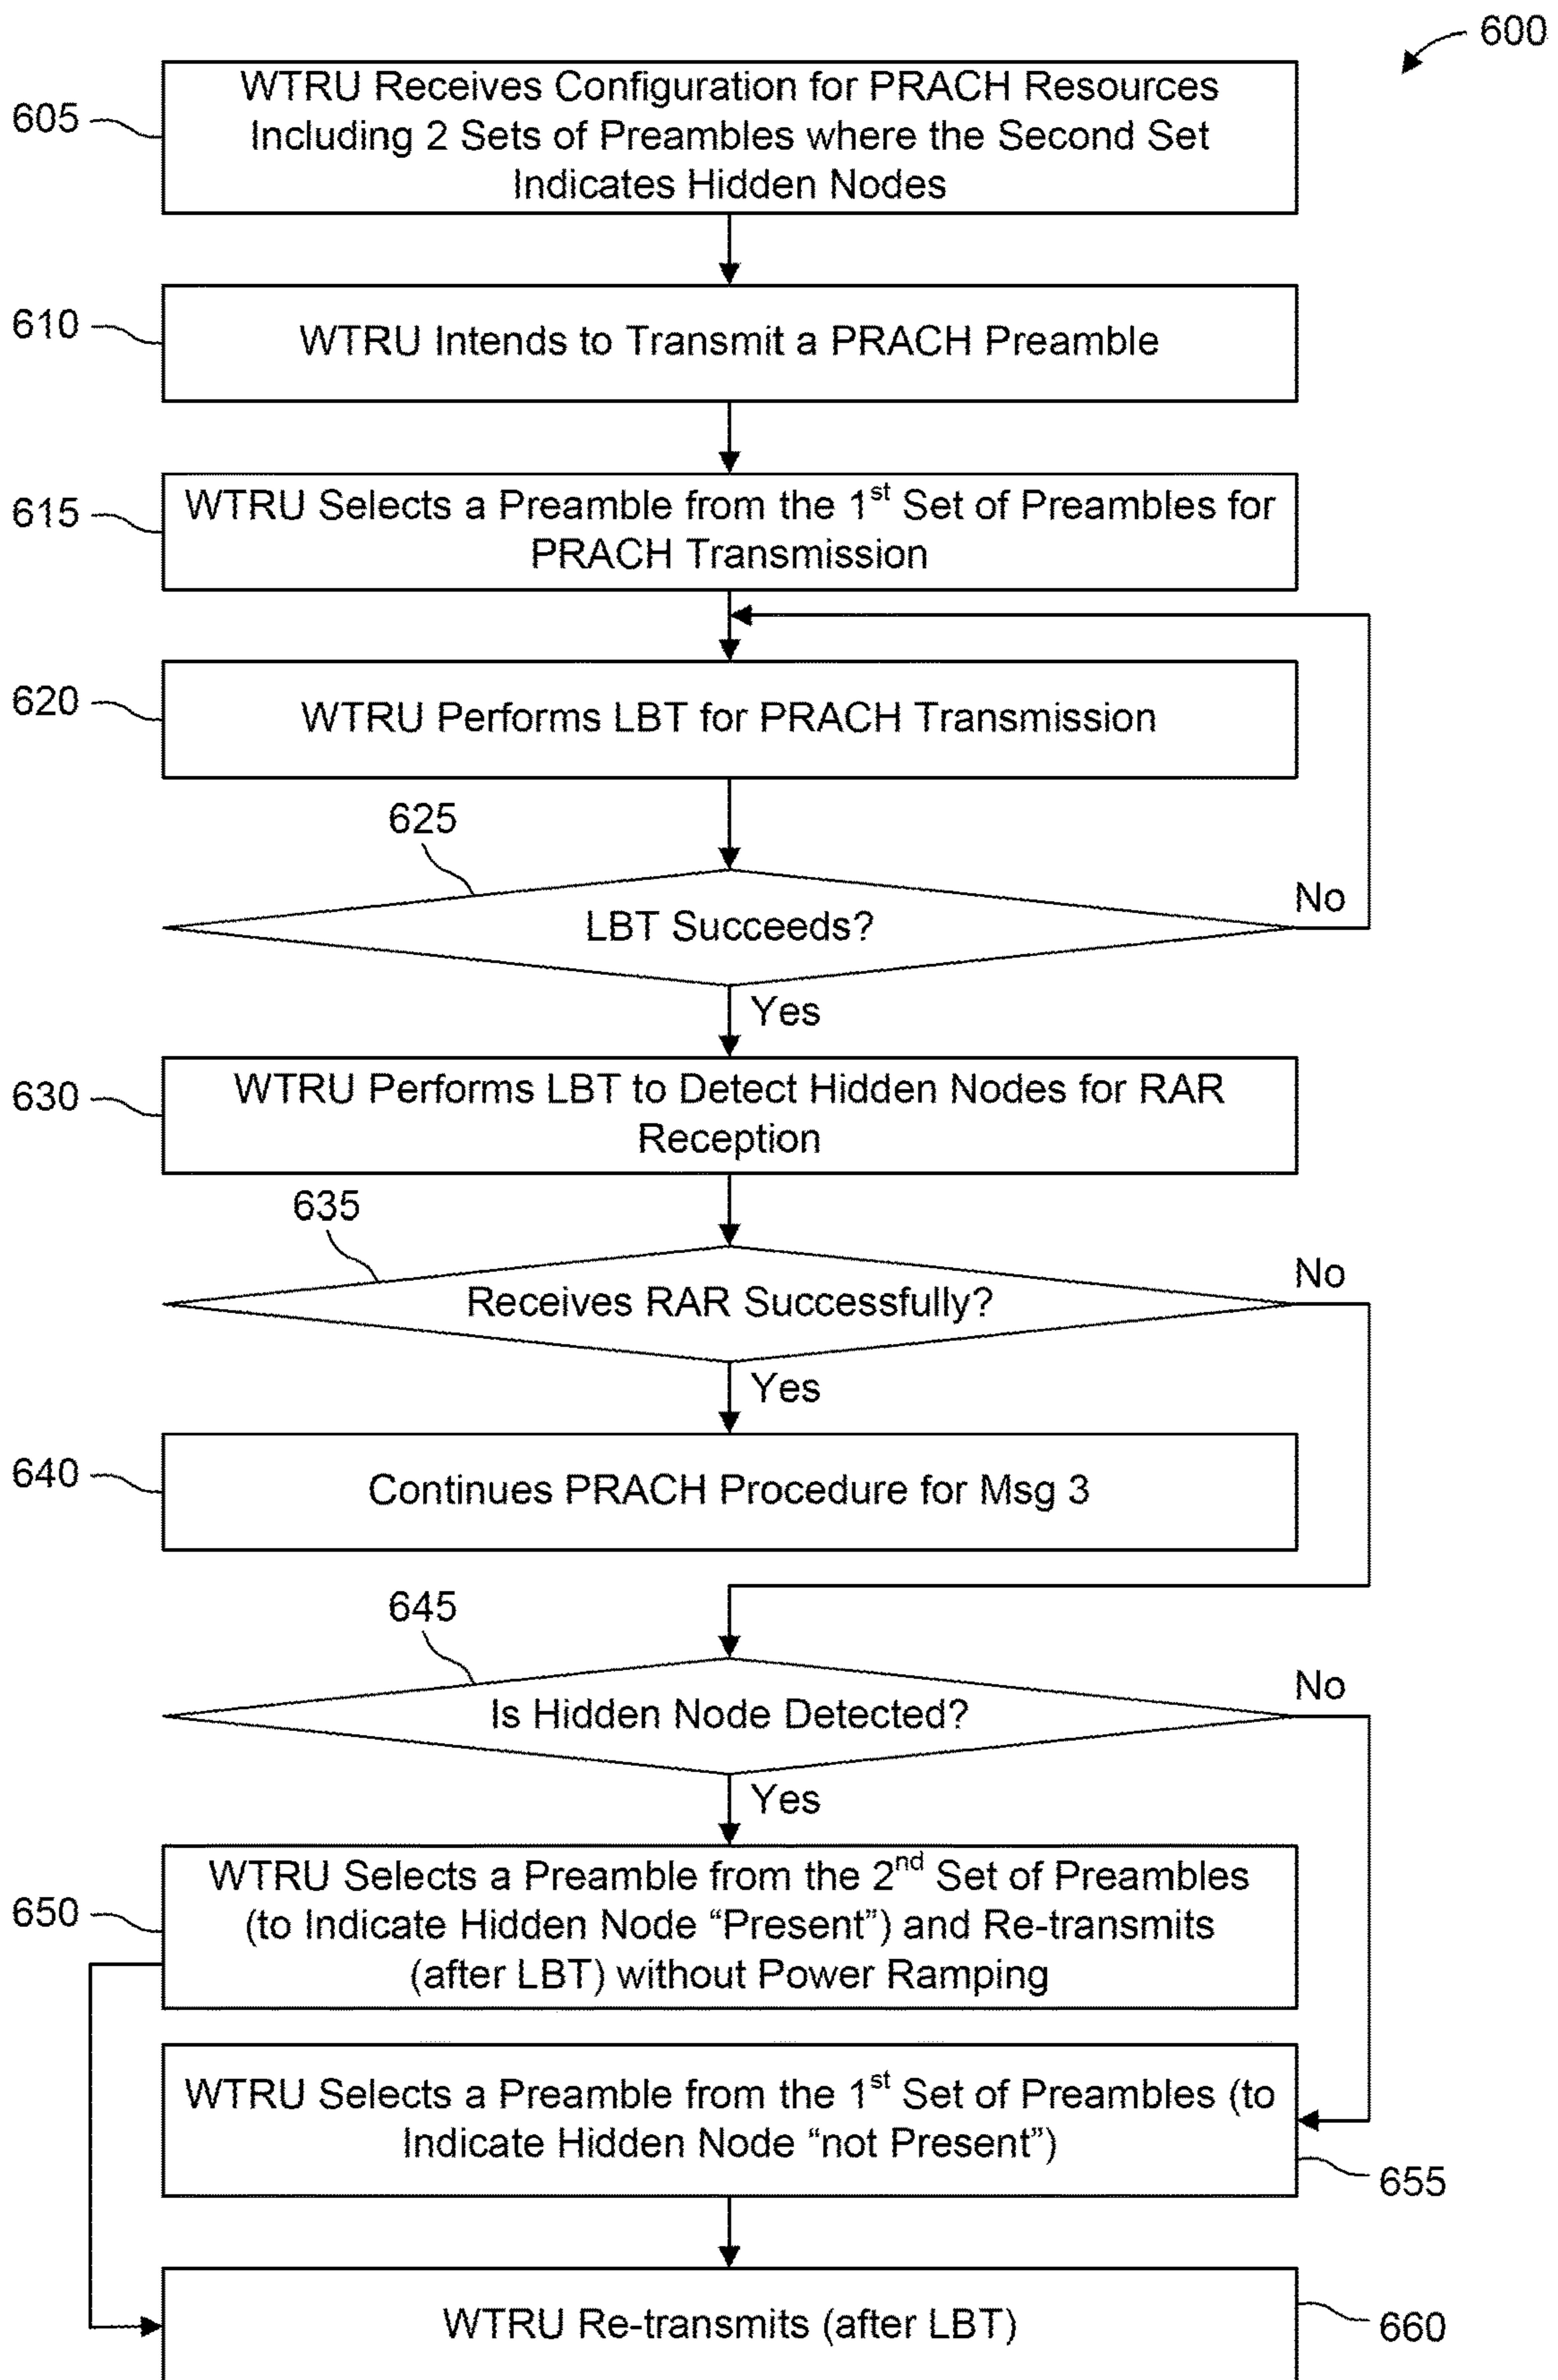 600
605
WTRU Receives Configuration for PRACH Resources
Including 2 Sets of Preambles where the Second Set
Indicates Hidden Nodes
610
WTRU Intends to Transmit a PRACH Preamble
615
WTRU Selects a Preamble from the 1st Set of Preambles for
PRACH Transmission
620
WTRU Performs LBT for PRACH Transmission
625
LBT Succeeds?
No
Yes
630
WTRU Performs LBT to Detect Hidden Nodes for RAR
Reception
635
Receives RAR Successfully?
No
Yes
640
Continues PRACH Procedure for Msg 3
645
Is Hidden Node Detected?
No
Yes
650
WTRU Selects a Preamble from the 2nd Set of Preambles
(to Indicate Hidden Node “Present”) and Re-transmits
(after LBT) without Power Ramping
WTRU Selects a Preamble from the 1st Set of Preambles (to
Indicate Hidden Node “not Present”)
655
WTRU Re-transmits (after LBT)
660